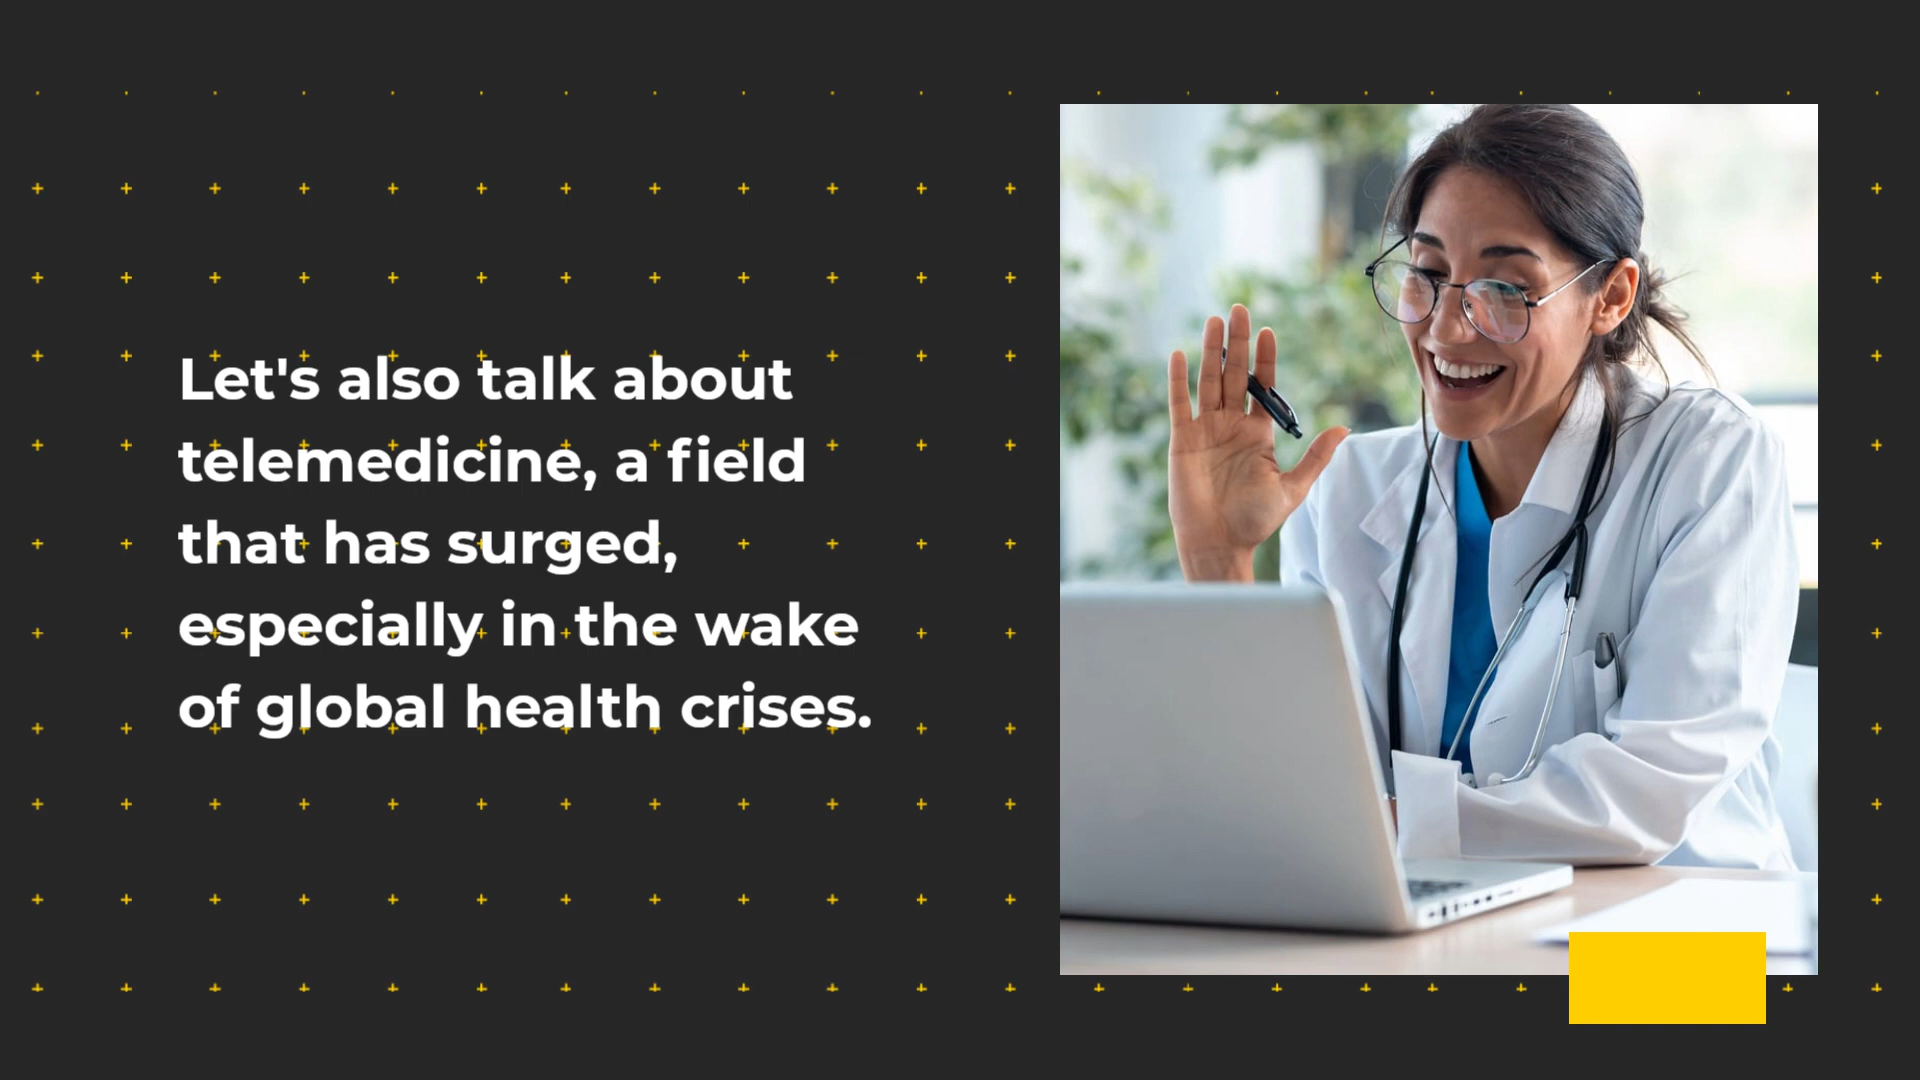 Let's also talk about
telemedicine, a field
that has surged,
especially in the wake
of global health crises.